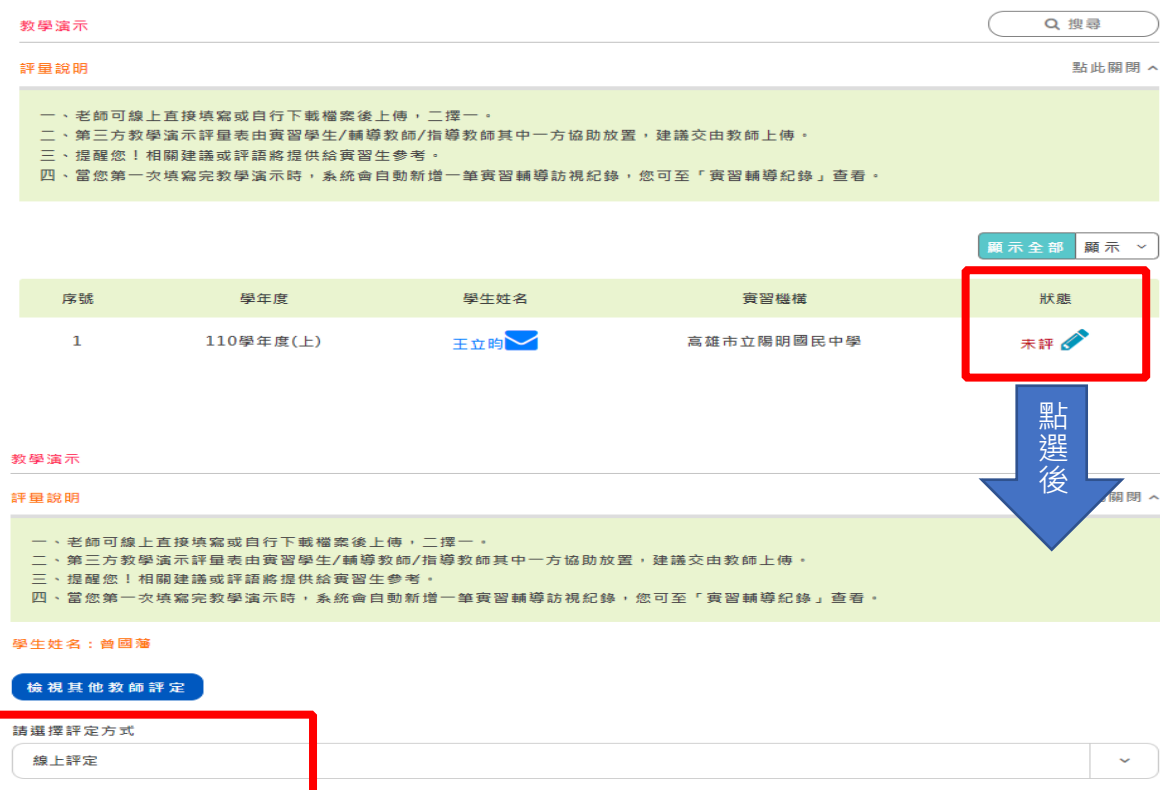 教學演示
搜尋
評量說明
點此關閉
一、老師可線上直接填寫或自行下載檔案後上傳，二擇一。
二、第三方教學演示評量表由實習學生/輔導教師/指導教師其中一方協助放置，建議交由教師上傳。
三、提醒您！相關建議或評語將提供給實習生參考。
四、當您第一次填寫完教學演示時，系統會自動新增一筆實習輔導訪視紀錄，您可至「實習輔導紀錄」查看。
顯示全部 顯示
序號 學年度 學生姓名 實習機構 狀態
1 110學年度(上) 王立昀 高雄市立陽明國民中學 未評
點選後
教學演示
評量說明
關閉
一、老師可線上直接填寫或自行下載檔案後上傳，二擇一。
二、第三方教學演示評量表由實習學生/輔導教師/指導教師其中一方協助放置，建議交由教師上傳。
三、提醒您！相關建議或評語將提供給實習生參考。
四、當您第一次填寫完教學演示時，系統會自動新增一筆實習輔導訪視紀錄，您可至「實習輔導紀錄」查看。
學生姓名：曾國藩
檢視其他教師評定
請選擇評定方式
線上評定